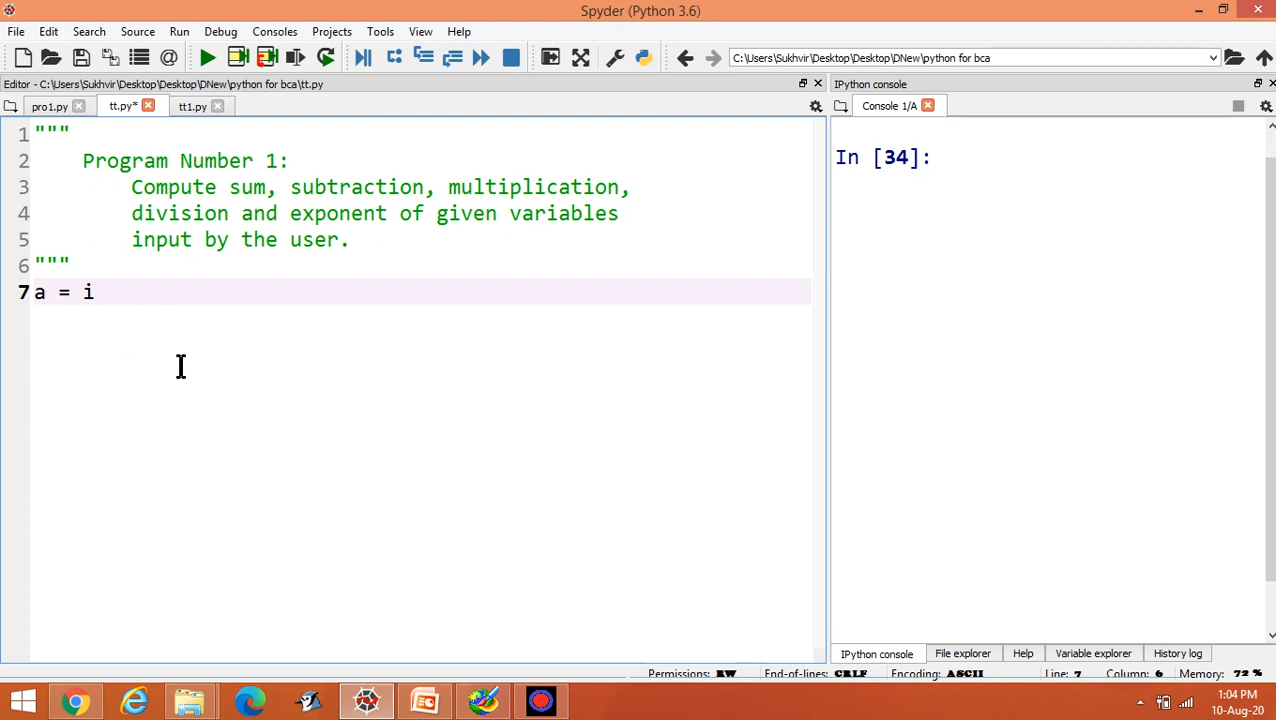 Spyder (Python 3.6)
File Edit Search Source Run Debug Consoles Projects Tools View Help
C:\Users\Sukhvir\Desktop\Desktop\DNew\python for bca
Editor - C:\Users\Sukhvir\Desktop\Desktop\DNew\python for bca\tt.py
IPython console
pro1.py tt.py* tt1.py
Console 1/A
1 """
2 Program Number 1:
3 Compute sum, subtraction, multiplication,
4 division and exponent of given variables
5 input by the user.
6 """
7 a = i
In [34]:
IPython console File explorer Help Variable explorer History log
Permissions: RW End-of-lines: CRLF Encoding: ASCII Line: 7 Column: 6 Memory: 72 %
1:04 PM
10-Aug-20